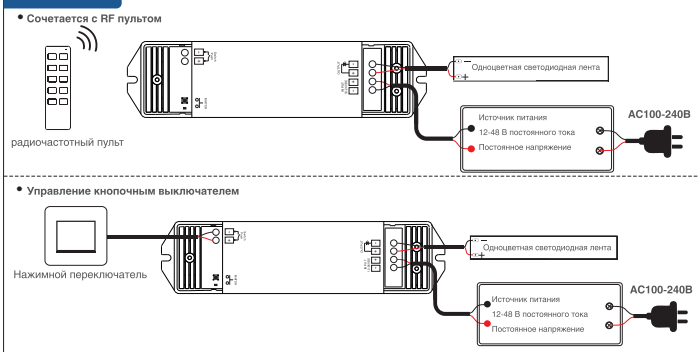 • Сочетается с RF пультом
Одноцветная светодиодная лента
AC100-240В
Источник питания
12-48 В постоянного тока
Постоянное напряжение
радиочастотный пульт
• Управление кнопочным выключателем
Нажимной переключатель
Одноцветная светодиодная лента
AC100-240В
Источник питания
12-48 В постоянного тока
Постоянное напряжение